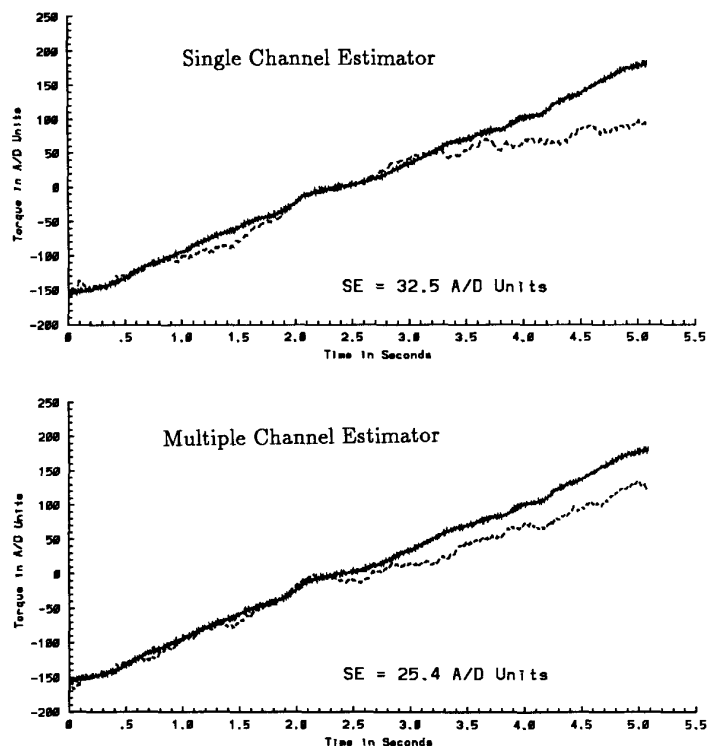 250
Single Channel Estimator
200
150
100
50
0
-50
-100
-150
-200
Torque in A/D Units
SE = 32.5 A/D Units
0 .5 1.0 1.5 2.0 2.5 3.0 3.5 4.0 4.5 5.0 5.5
Time in Seconds
250
Multiple Channel Estimator
200
150
100
50
0
-50
-100
-150
-200
Torque in A/D Units
SE = 25.4 A/D Units
0 .5 1.0 1.5 2.0 2.5 3.0 3.5 4.0 4.5 5.0 5.5
Time in Seconds